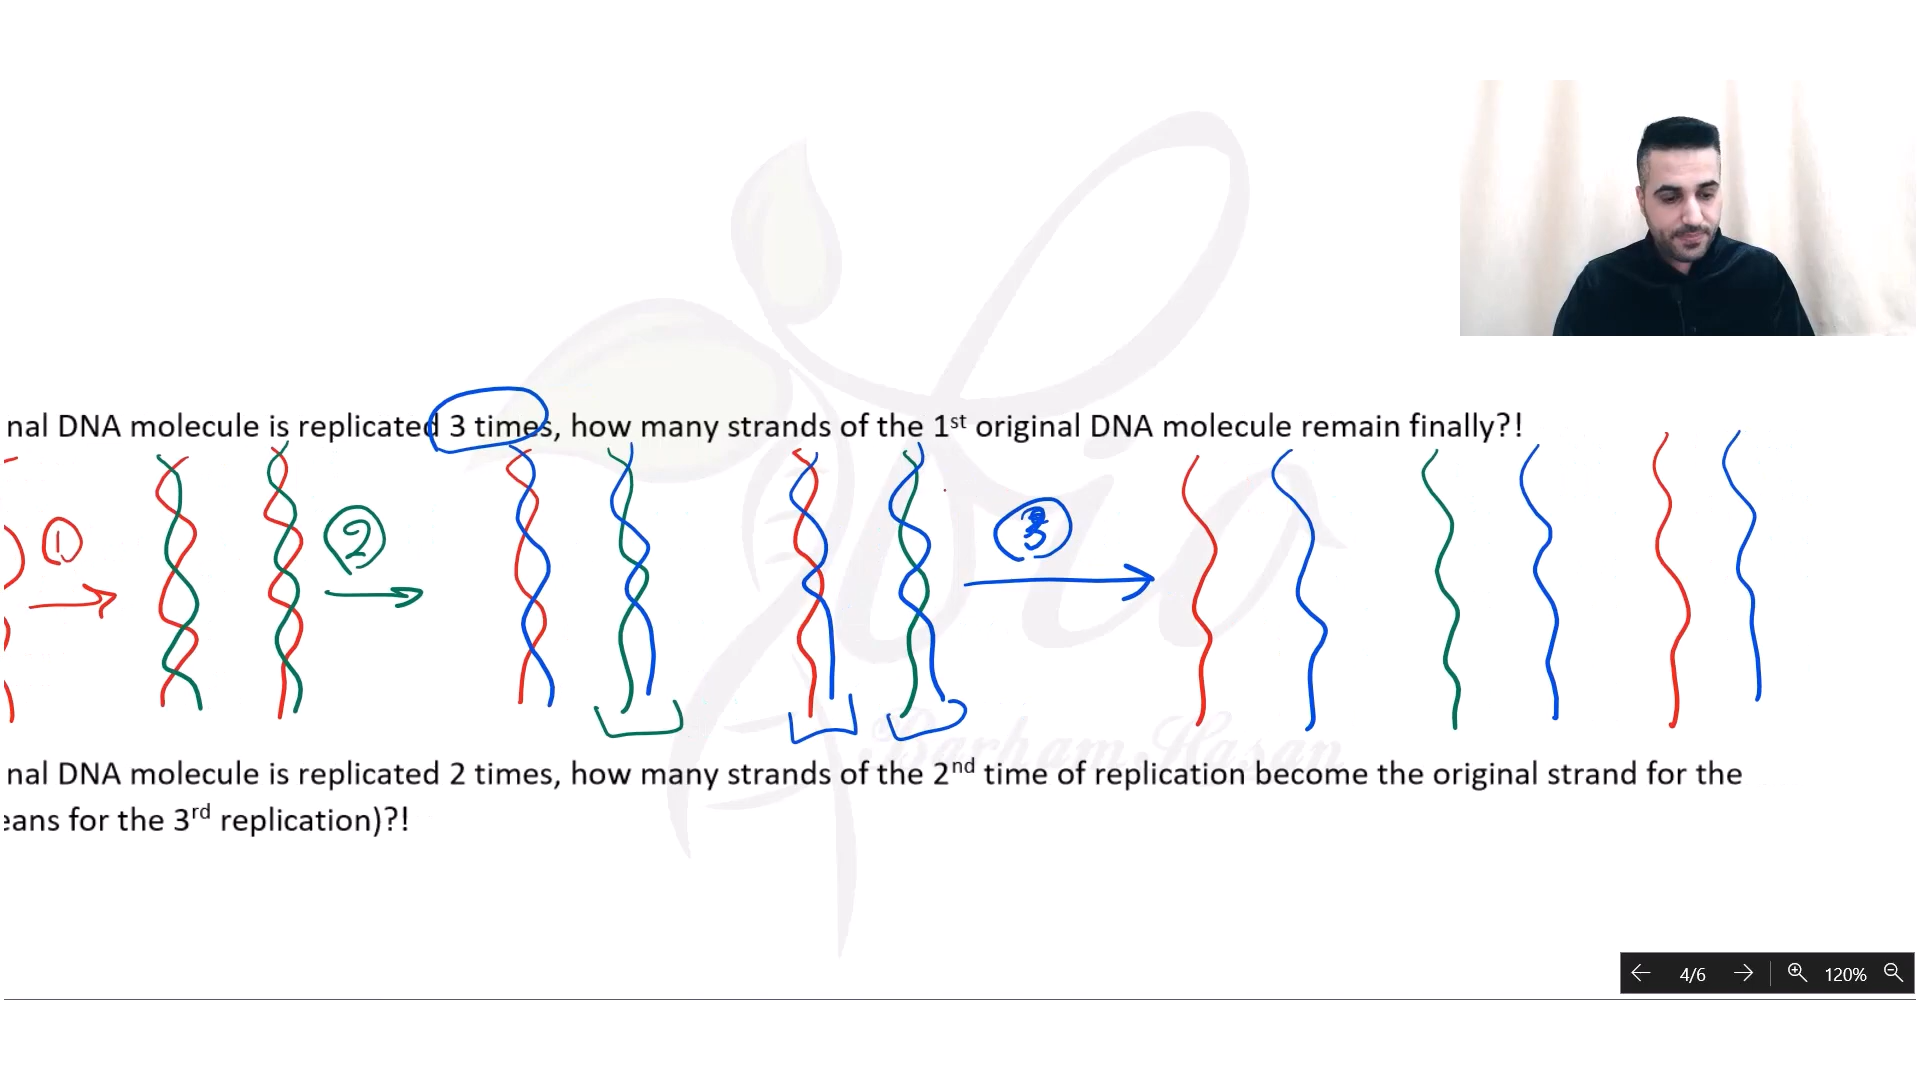 nal DNA molecule is replicated 3 times, how many strands of the 1st original DNA molecule remain finally?!
1
2
3
Barham Hasan
nal DNA molecule is replicated 2 times, how many strands of the 2nd time of replication become the original strand for the
eans for the 3rd replication)?!
4/6
120%